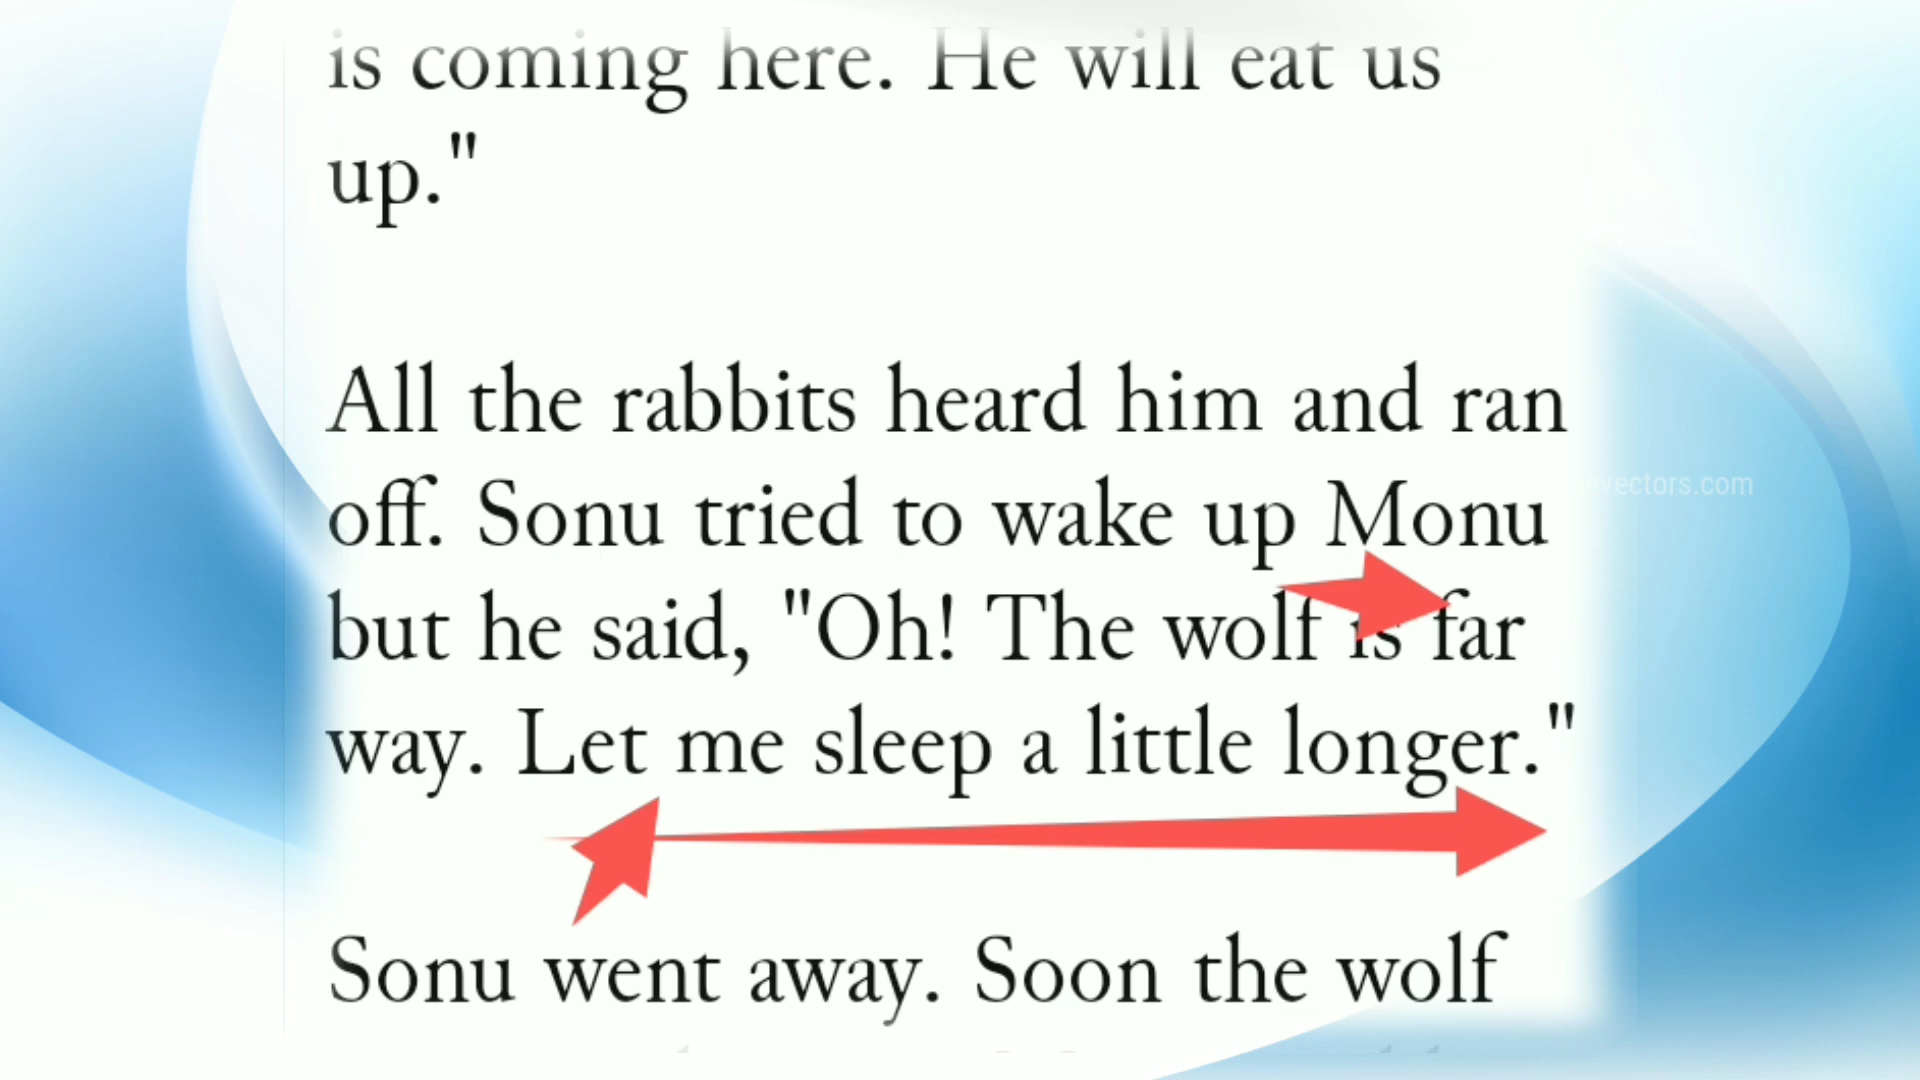 is coming here. He will eat us
up."
All the rabbits heard him and ran
off. Sonu tried to wake up Monu
evectors.com
but he said, "Oh! The wolf is far
way. Let me sleep a little longer."
Sonu went away. Soon the wolf